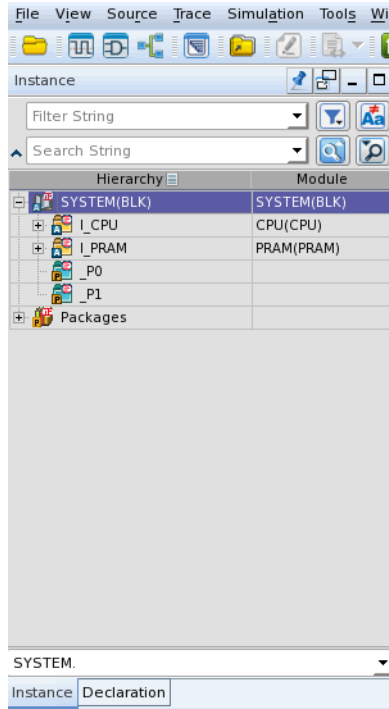 File View Source Trace Simulation Tools Wi
Instance
Filter String
Search String
Hierarchy Module
SYSTEM(BLK) SYSTEM(BLK)
I_CPU CPU(CPU)
I_PRAM PRAM(PRAM)
_P0
_P1
Packages
SYSTEM.
Instance Declaration